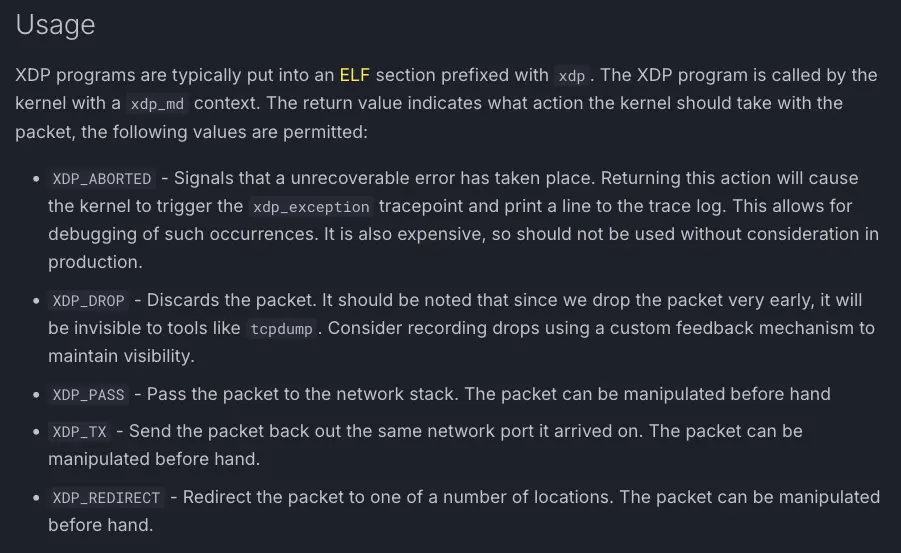 Usage
XDP programs are typically put into an ELF section prefixed with xdp. The XDP program is called by the
kernel with a xdp_md context. The return value indicates what action the kernel should take with the
packet, the following values are permitted:
• XDP_ABORTED - Signals that a unrecoverable error has taken place. Returning this action will cause
the kernel to trigger the xdp_exception tracepoint and print a line to the trace log. This allows for
debugging of such occurrences. It is also expensive, so should not be used without consideration in
production.
• XDP_DROP - Discards the packet. It should be noted that since we drop the packet very early, it will
be invisible to tools like tcpdump. Consider recording drops using a custom feedback mechanism to
maintain visibility.
• XDP_PASS - Pass the packet to the network stack. The packet can be manipulated before hand
• XDP_TX - Send the packet back out the same network port it arrived on. The packet can be
manipulated before hand.
• XDP_REDIRECT - Redirect the packet to one of a number of locations. The packet can be manipulated
before hand.